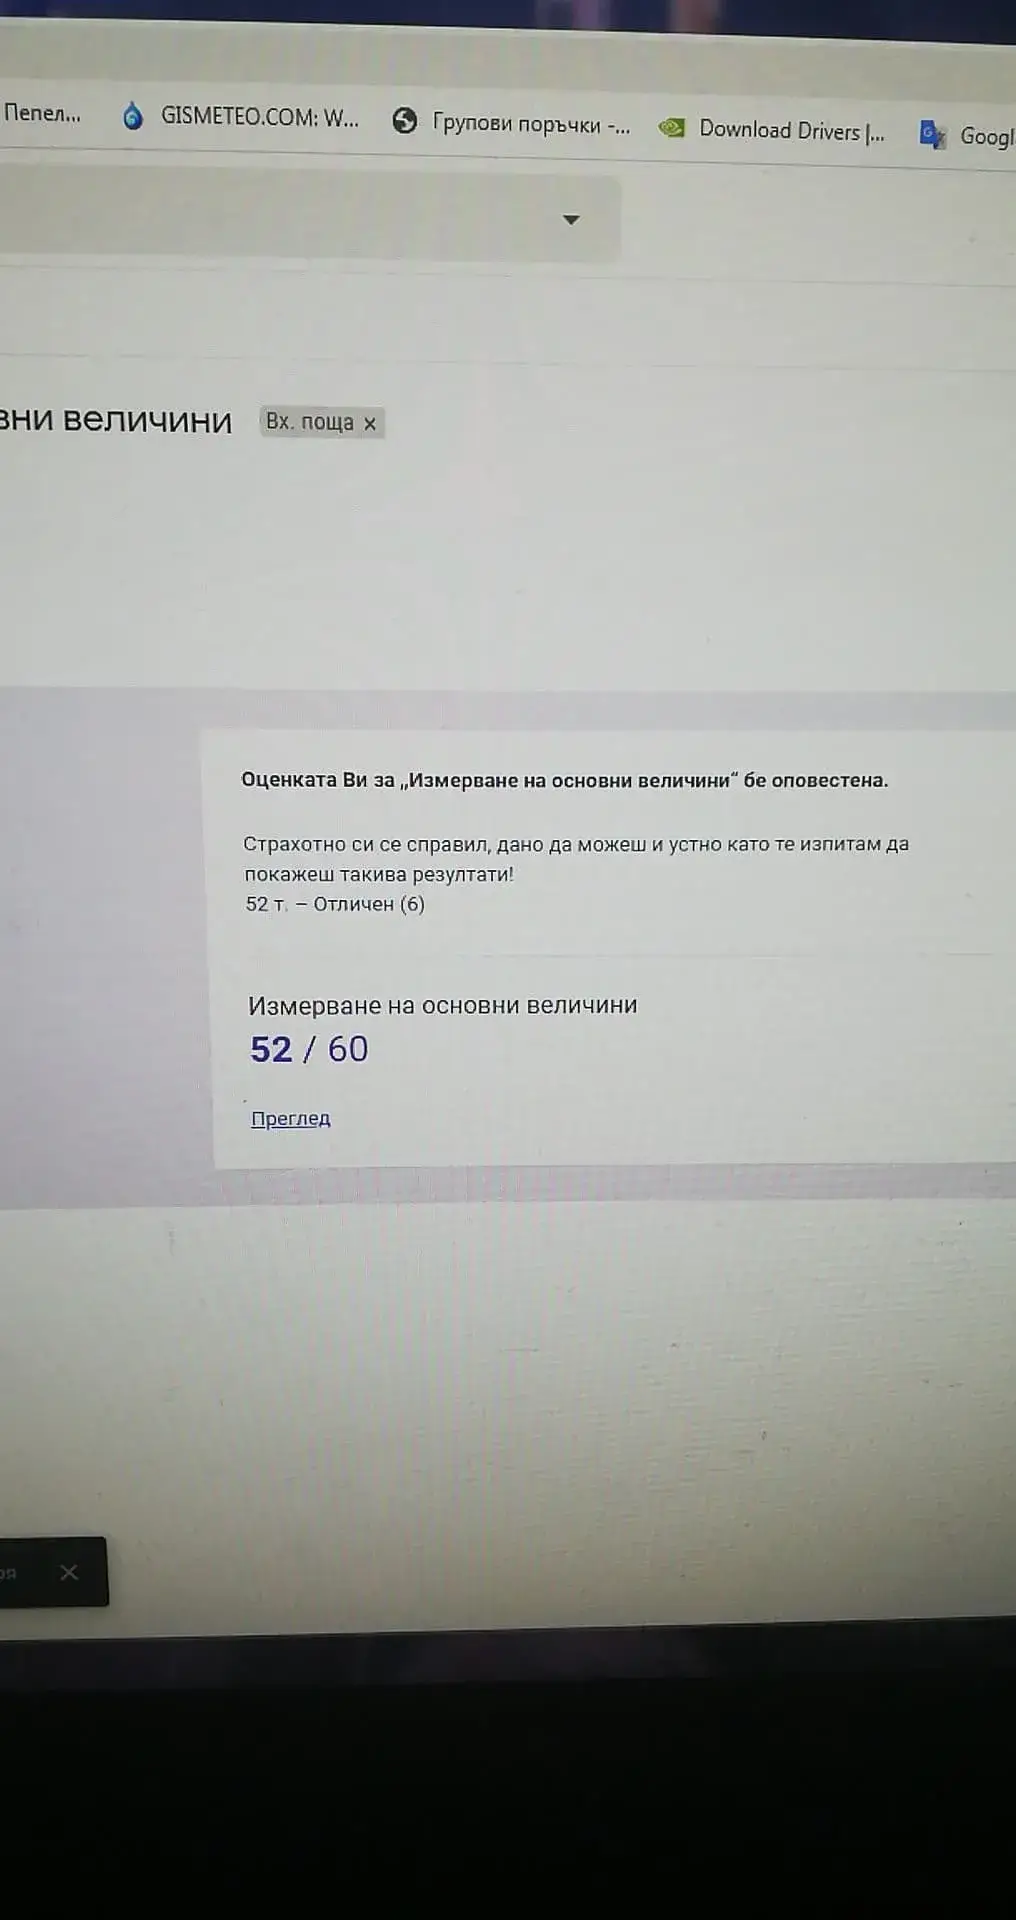 Пепел...
GISMETEO.COM: W...
Групови поръчки -...
Download Drivers |...
Googl
вни величини
Вх. поща ×
Оценката Ви за „Измерване на основни величини“ бе оповестена.
Страхотно си се справил, дано да можеш и устно като те изпитам да
покажеш такива резултати!
52 т. – Отличен (6)
Измерване на основни величини
52 / 60
Преглед
оя